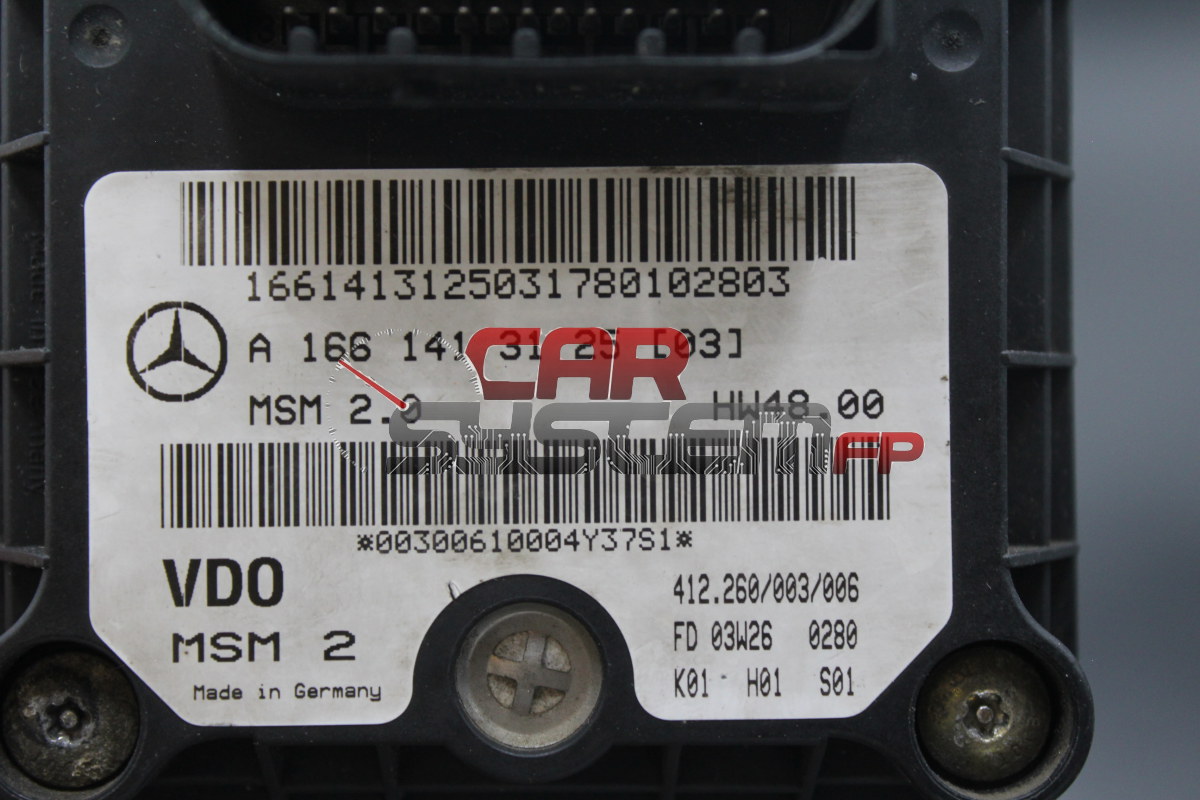 1661413125031780102803
A 166 141 31 25 [03]
MSM 2.0 HW48.00
CAR
SYSTEM FP
*00300610004Y37S1*
VDO
MSM 2
Made in Germany
412.260/003/006
FD 03W26 0280
K01 H01 S01